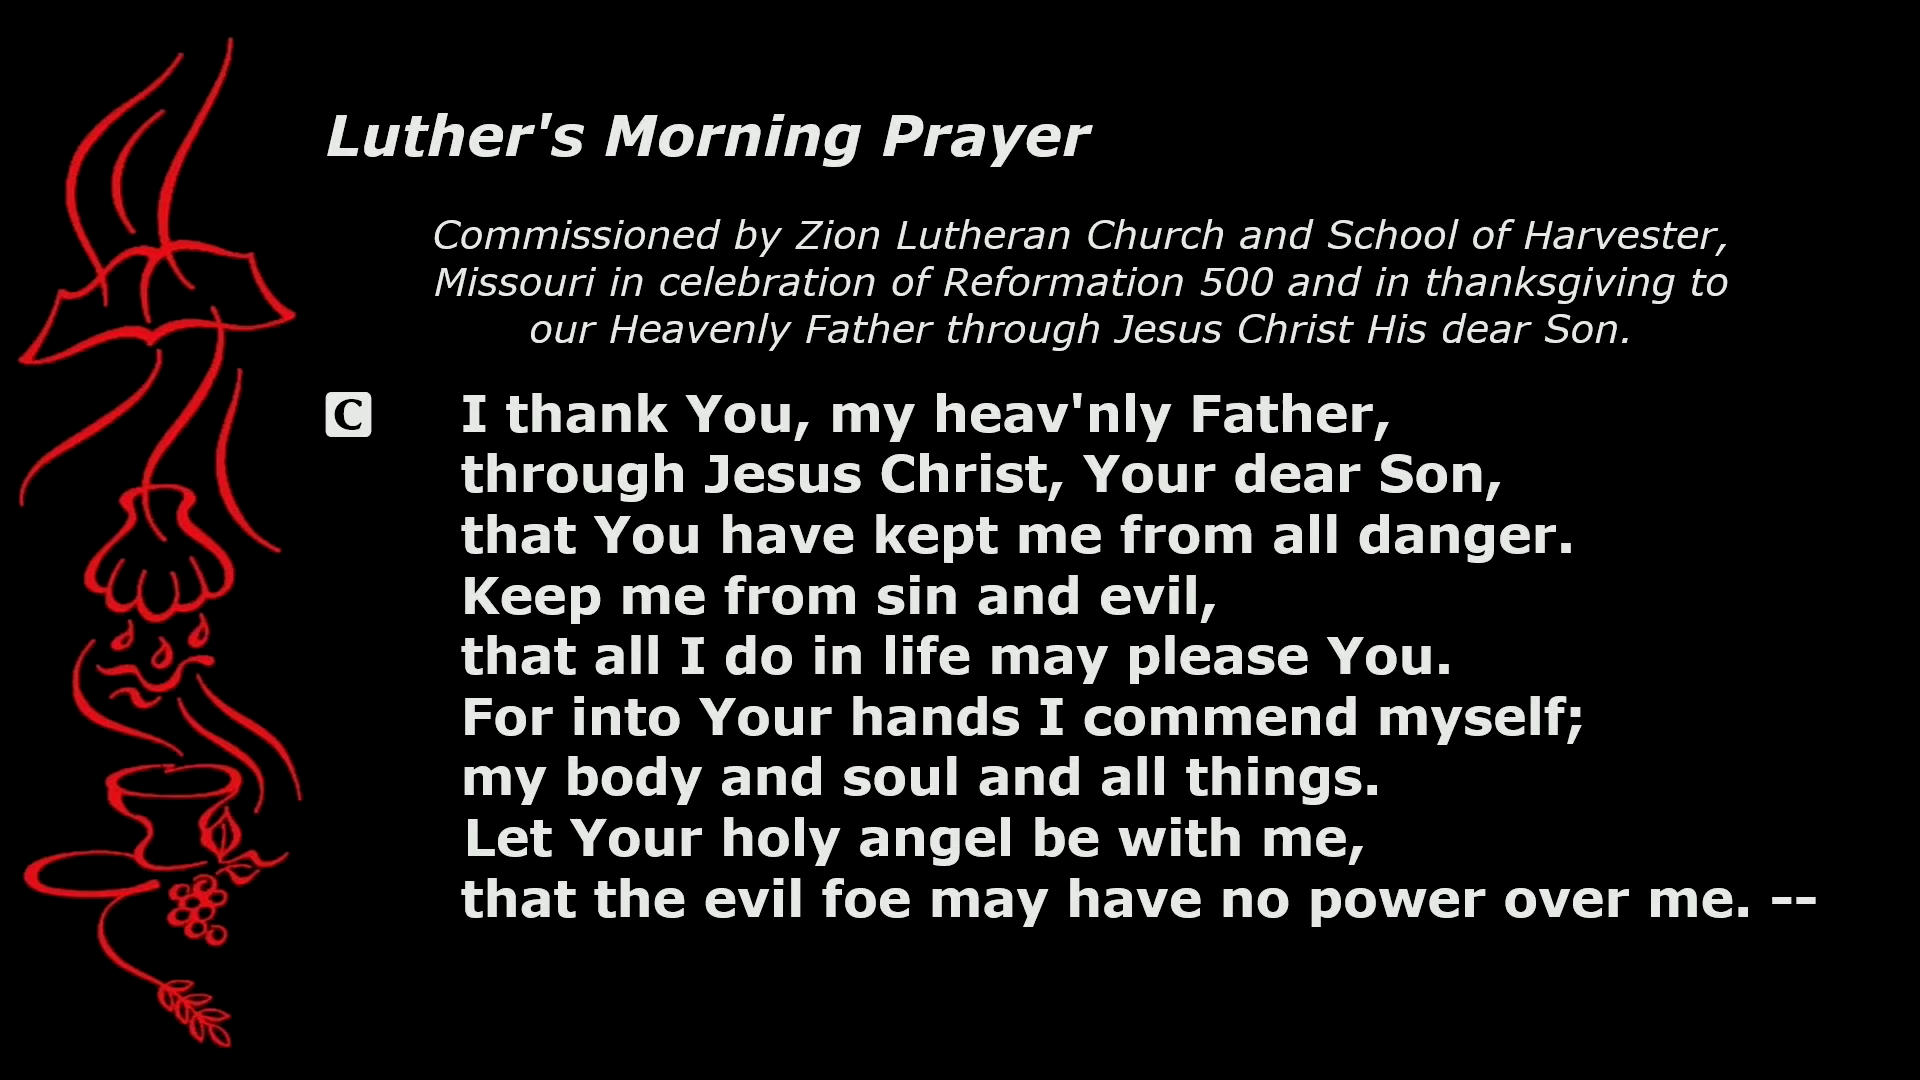 Luther's Morning Prayer
Commissioned by Zion Lutheran Church and School of Harvester,
Missouri in celebration of Reformation 500 and in thanksgiving to
our Heavenly Father through Jesus Christ His dear Son.
C I thank You, my heav'nly Father,
through Jesus Christ, Your dear Son,
that You have kept me from all danger.
Keep me from sin and evil,
that all I do in life may please You.
For into Your hands I commend myself;
my body and soul and all things.
Let Your holy angel be with me,
that the evil foe may have no power over me. --